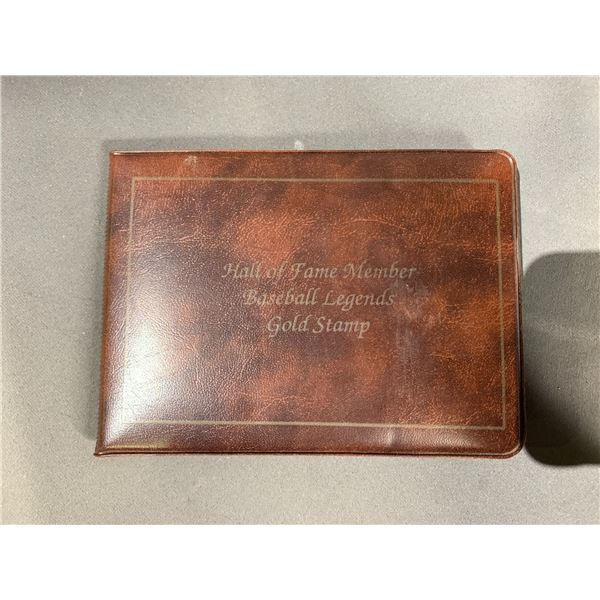 Hall of Fame Member
Baseball Legends
Gold Stamp